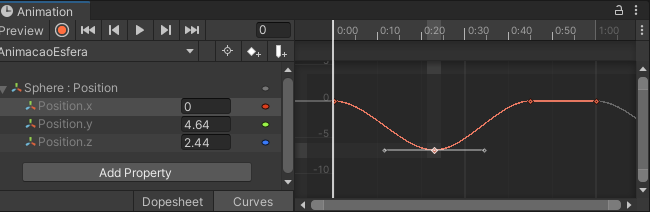 Animation
Preview 0 0:00 0:10 0:20 0:30 0:40 0:50 1:00
AnimacaoEsfera
Sphere : Position
Position.x 0
Position.y 4.64
Position.z 2.44
Add Property
Dopesheet Curves
5
0
-5
-10